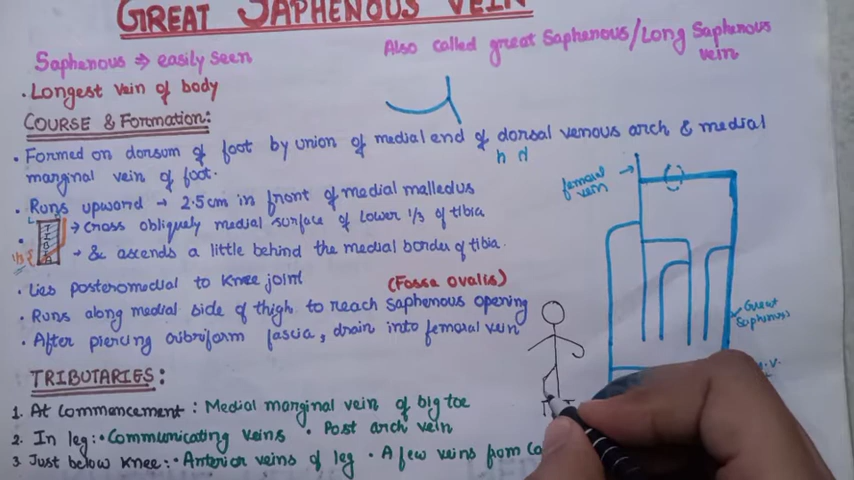 GREAT SAPHENOUS VEIN
Saphenous ⇒ easily seen
Also called great Saphenous/Long Saphenous
vein
• Longest vein of body
COURSE & Formation:
• Formed on dorsum of foot by union of medial end of dorsal venous arch & medial
marginal vein of foot.
• Runs upward → 2.5cm in front of medial malledus
• → Cross obliquely medial surface of Lower 1/3 of tibia
→ & ascends a little behind the medial border of tibia.
TIBIA
1/3
• Lies posteromedial to Knee joint
(Fossa ovalis)
• Runs along medial side of thigh to reach saphenous opening
• After piercing cribriform fascia, drain into femoral vein
femoral
vein
Great
Saphenous
TRIBUTARIES:
1. At Commencement: Medial marginal vein of big toe
2. In leg: • Communicating veins • Post arch vein
3. Just below Knee: • Anterior veins of leg • A few veins from